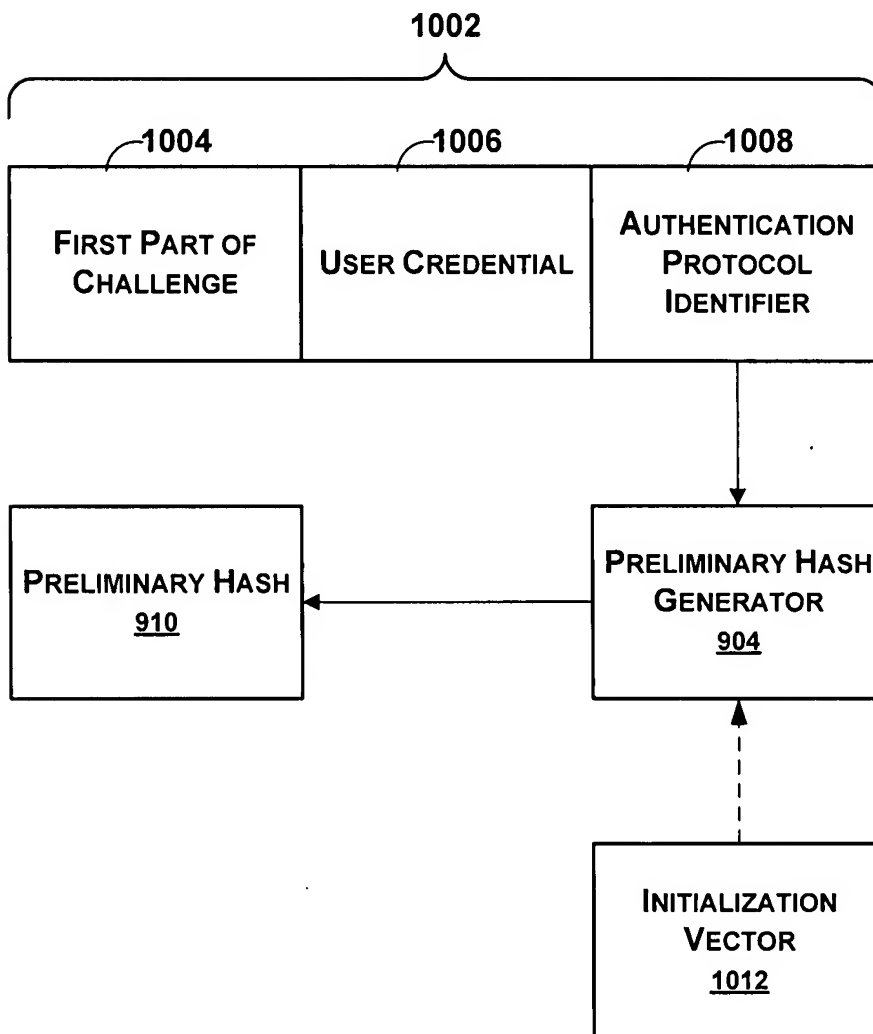 1002
1004
1006
1008
FIRST PART OF
CHALLENGE
USER CREDENTIAL
AUTHENTICATION
PROTOCOL
IDENTIFIER
PRELIMINARY HASH
910
PRELIMINARY HASH
GENERATOR
904
INITIALIZATION
VECTOR
1012